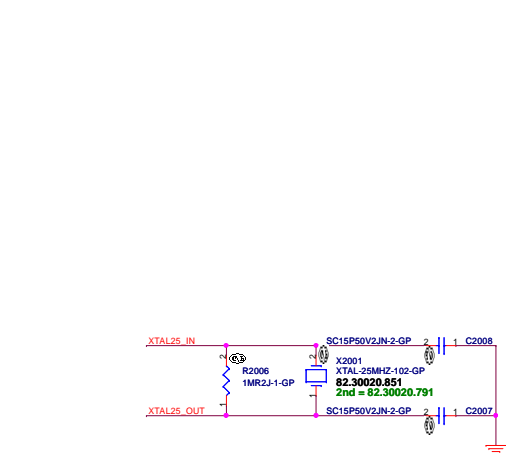 XTAL25_IN
SC15P50V2JN-2-GP
2
1
C2008
2
2
X2001
R2006
XTAL-25MHZ-102-GP
1MR2J-1-GP
82.30020.851
2nd = 82.30020.791
1
1
XTAL25_OUT
SC15P50V2JN-2-GP
2
1
C2007